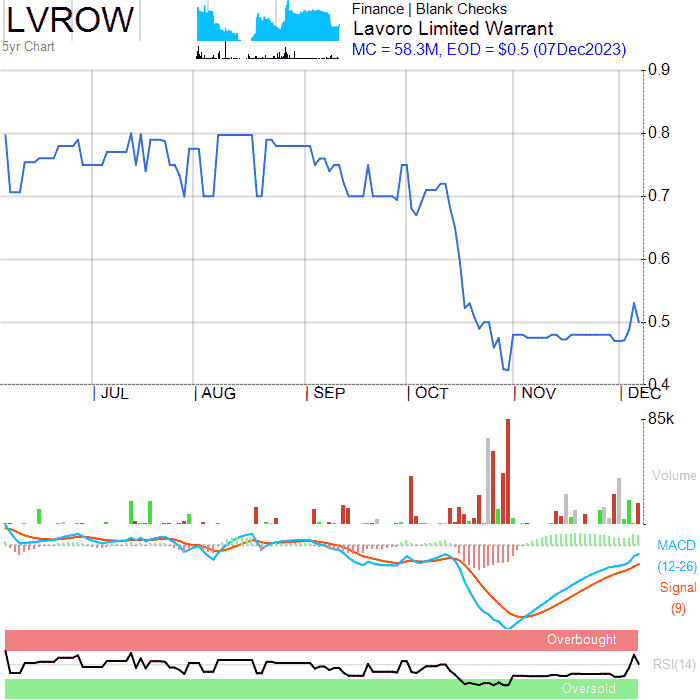 LVROW
5yr Chart
Finance | Blank Checks
Lavoro Limited Warrant
MC = 58.3M, EOD = $0.5 (07Dec2023)
0.9
0.8
0.7
0.6
0.5
0.4
JUL
AUG
SEP
OCT
NOV
DEC
85k
Volume
MACD
(12-26)
Signal
(9)
Overbought
RSI(14)
Oversold